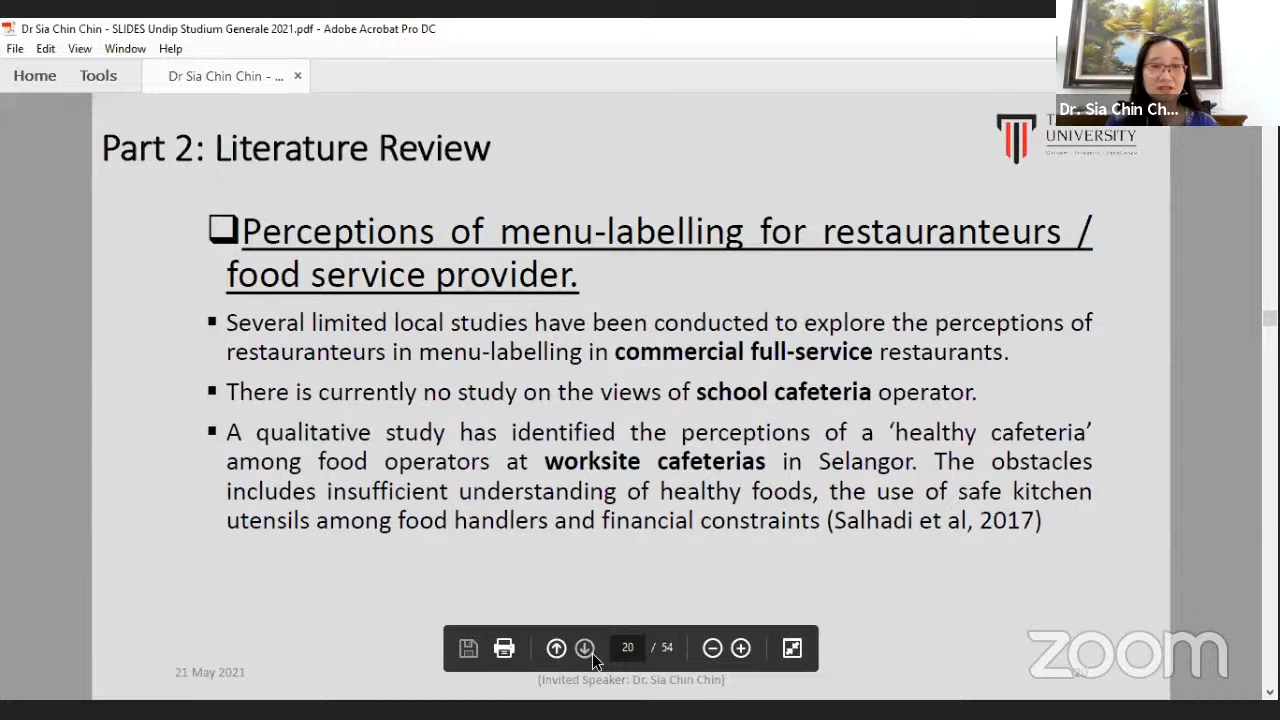 Dr Sia Chin Chin - SLIDES Undip Studium Generale 2021.pdf - Adobe Acrobat Pro DC
File Edit View Window Help
Home Tools Dr Sia Chin Chin - ... ×
Dr. Sia Chin Ch...
UNIVERSITY
Part 2: Literature Review
Perceptions of menu-labelling for restauranteurs /
food service provider.
Several limited local studies have been conducted to explore the perceptions of
restauranteurs in menu-labelling in commercial full-service restaurants.
There is currently no study on the views of school cafeteria operator.
A qualitative study has identified the perceptions of a ‘healthy cafeteria’
among food operators at worksite cafeterias in Selangor. The obstacles
includes insufficient understanding of healthy foods, the use of safe kitchen
utensils among food handlers and financial constraints (Salhadi et al, 2017)
20 / 54
21 May 2021
(Invited Speaker: Dr. Sia Chin Chin)
zoom